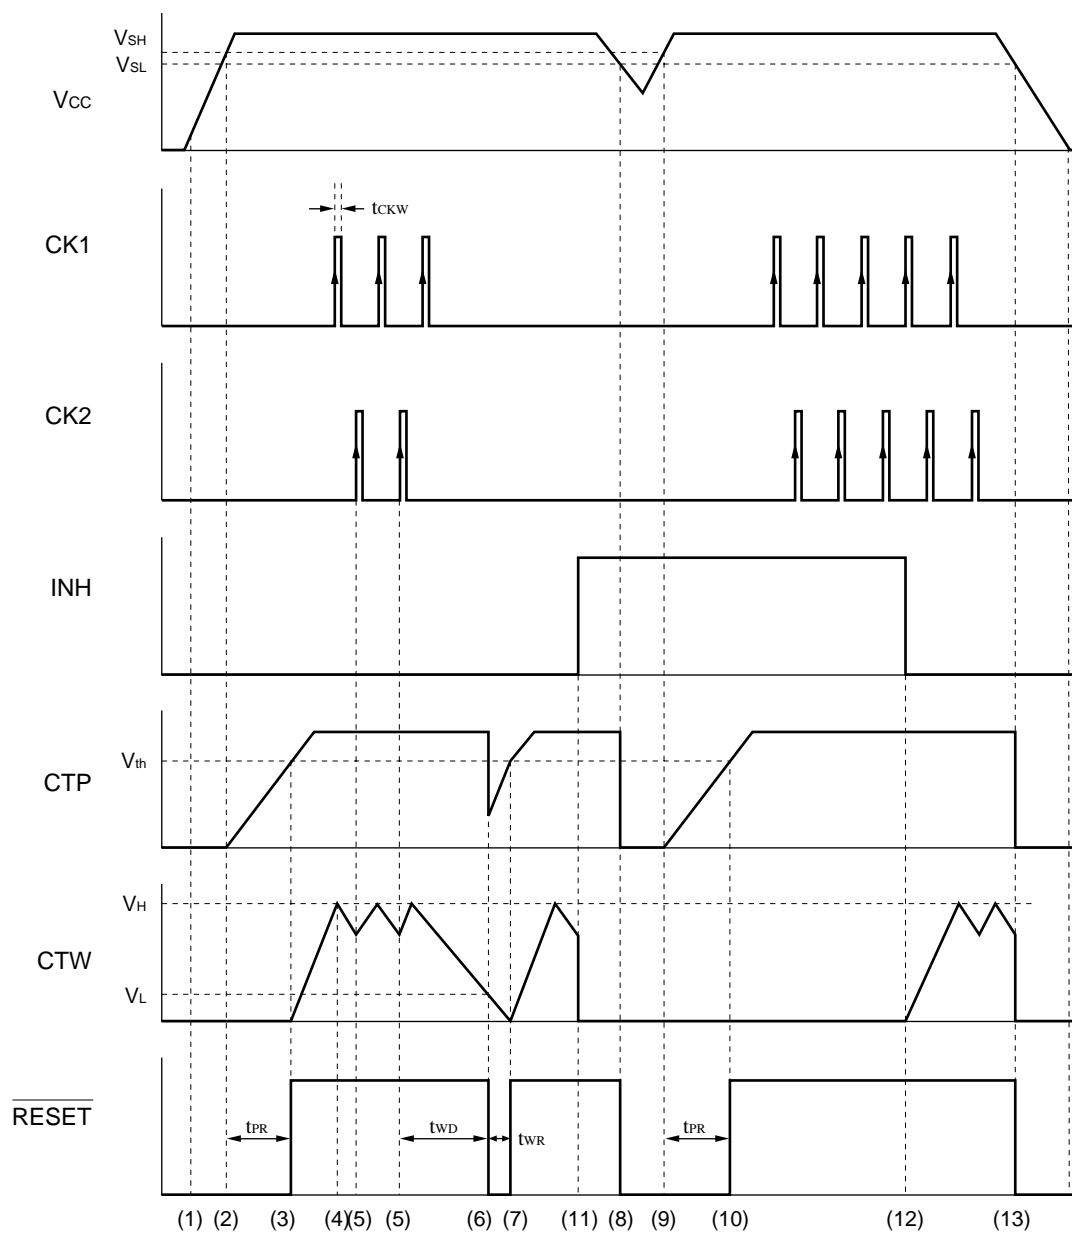 VSH
VSL
VCC
CK1
tCKW
CK2
INH
CTP
Vth
CTW
VH
VL
RESET
tPR
tWD
tWR
tPR
(1) (2) (3) (4) (5) (5) (6) (7) (11) (8) (9) (10) (12) (13)